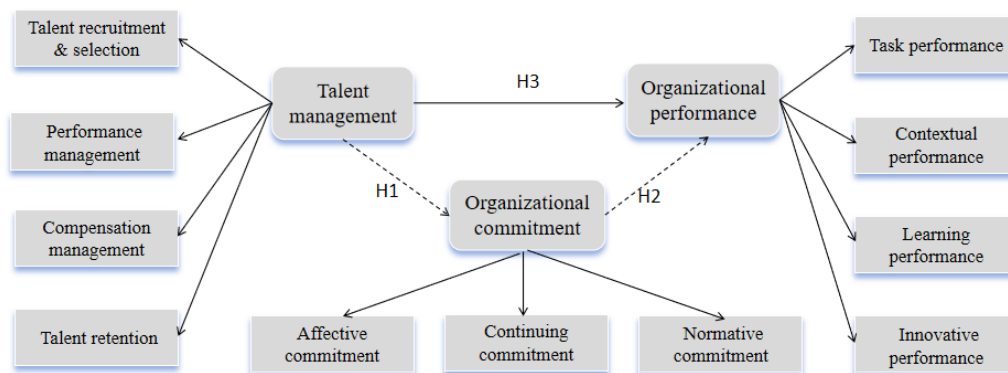 Talent recruitment
& selection
Performance
management
Compensation
management
Talent retention
Talent
management
H3
H1
H2
Organizational
commitment
Affective
commitment
Continuing
commitment
Normative
commitment
Organizational
performance
Task performance
Contextual
performance
Learning
performance
Innovative
performance